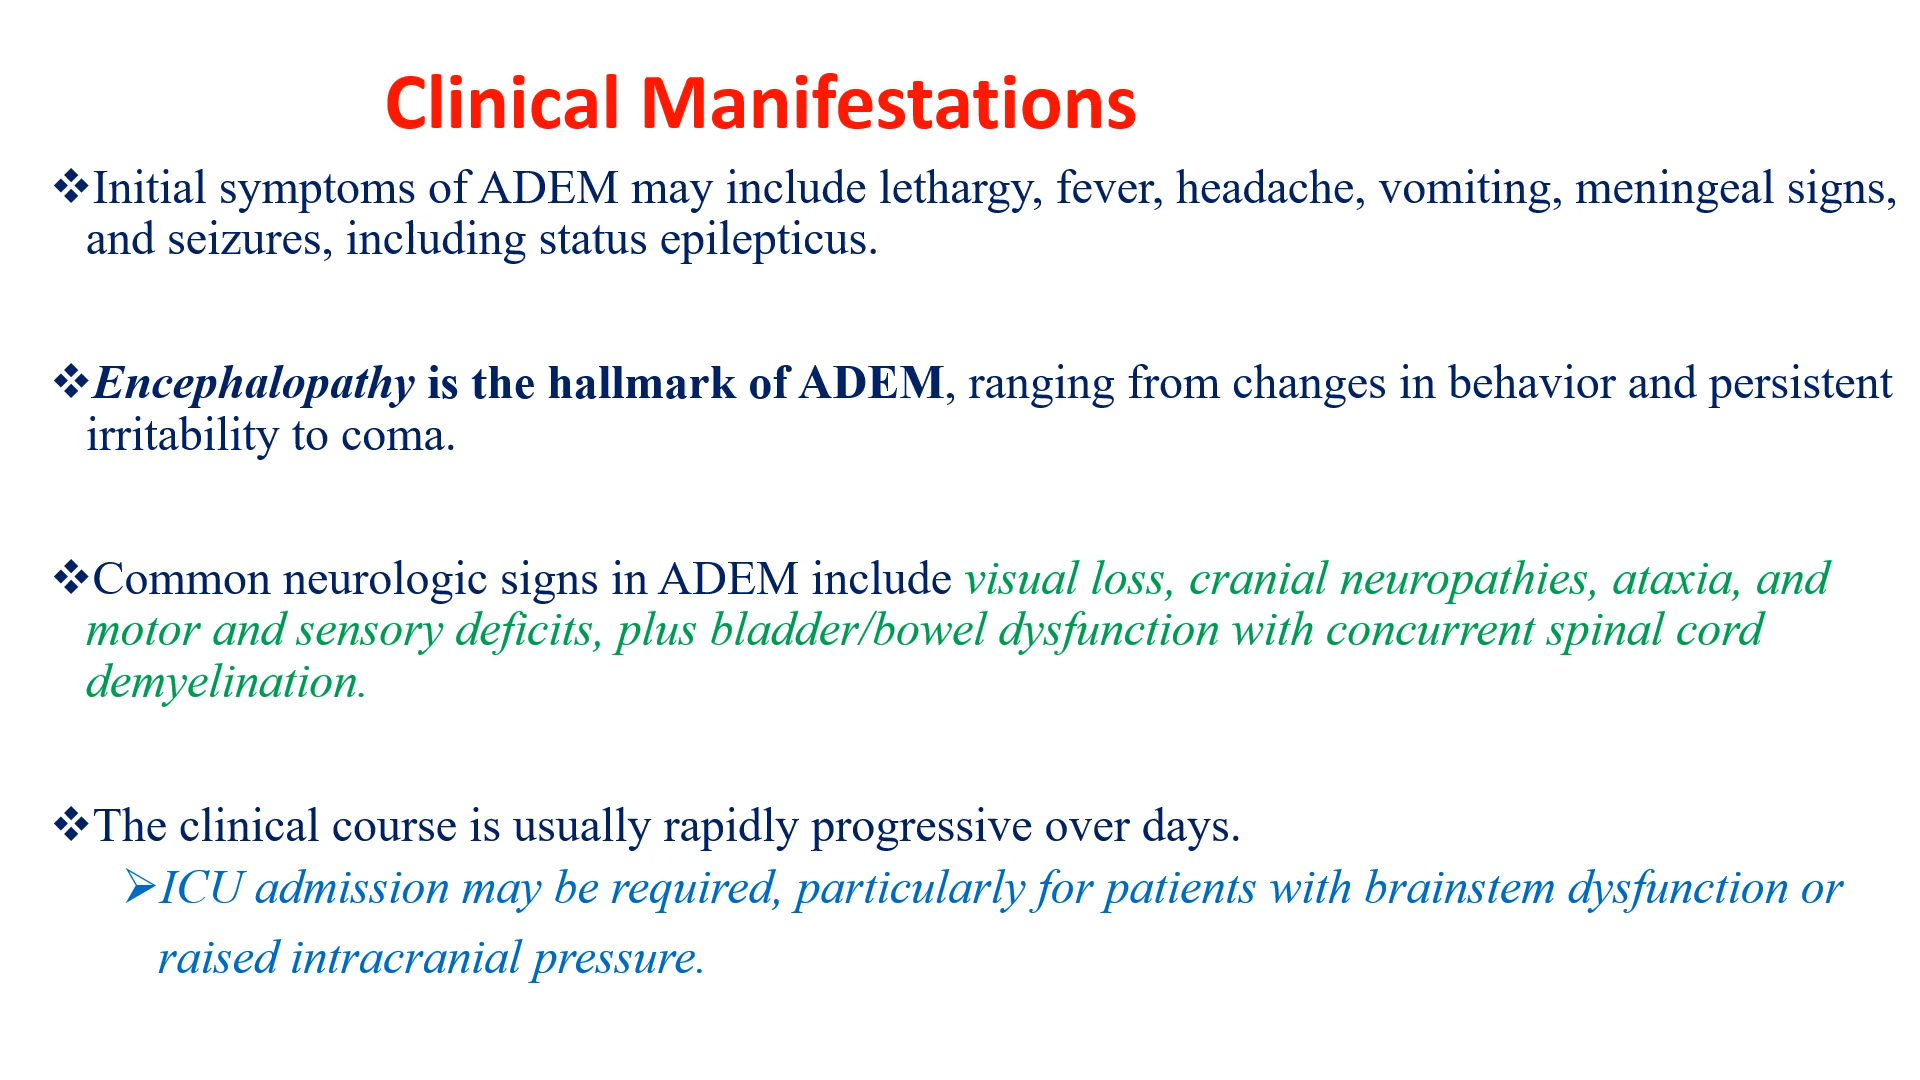 Clinical Manifestations
❖Initial symptoms of ADEM may include lethargy, fever, headache, vomiting, meningeal signs,
and seizures, including status epilepticus.
❖Encephalopathy is the hallmark of ADEM, ranging from changes in behavior and persistent
irritability to coma.
❖Common neurologic signs in ADEM include visual loss, cranial neuropathies, ataxia, and
motor and sensory deficits, plus bladder/bowel dysfunction with concurrent spinal cord
demyelination.
❖The clinical course is usually rapidly progressive over days.
➢ICU admission may be required, particularly for patients with brainstem dysfunction or
raised intracranial pressure.